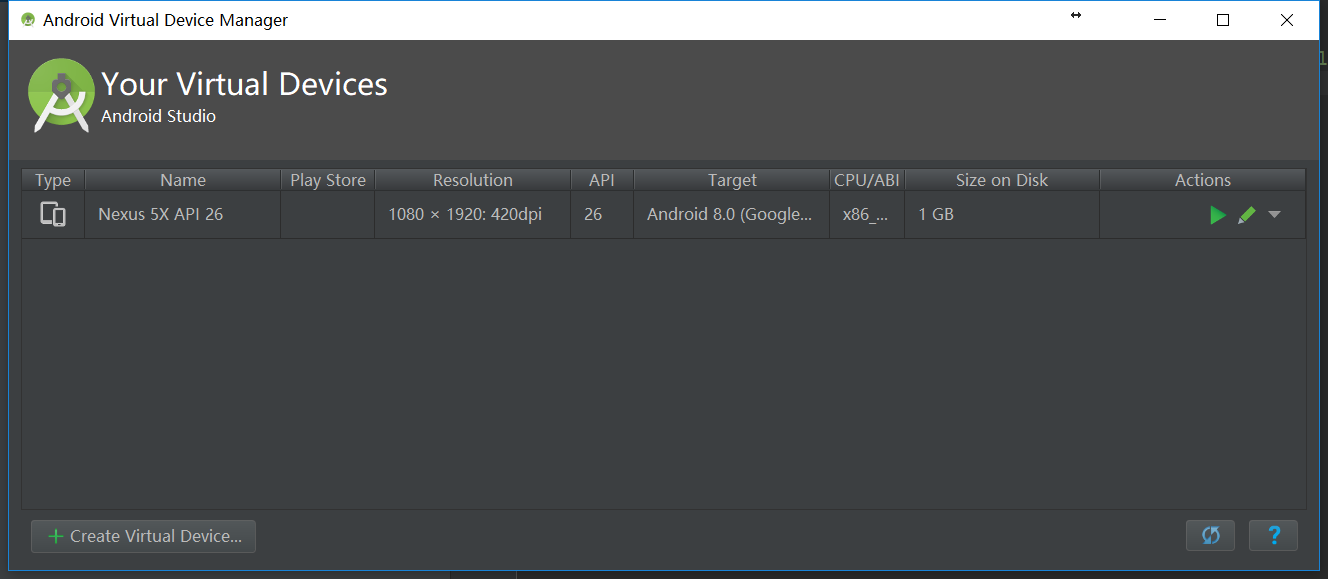 Android Virtual Device Manager
Your Virtual Devices
Android Studio
Type Name Play Store Resolution API Target CPU/ABI Size on Disk Actions
Nexus 5X API 26 1080 × 1920: 420dpi 26 Android 8.0 (Google... x86_... 1 GB
Create Virtual Device... ?